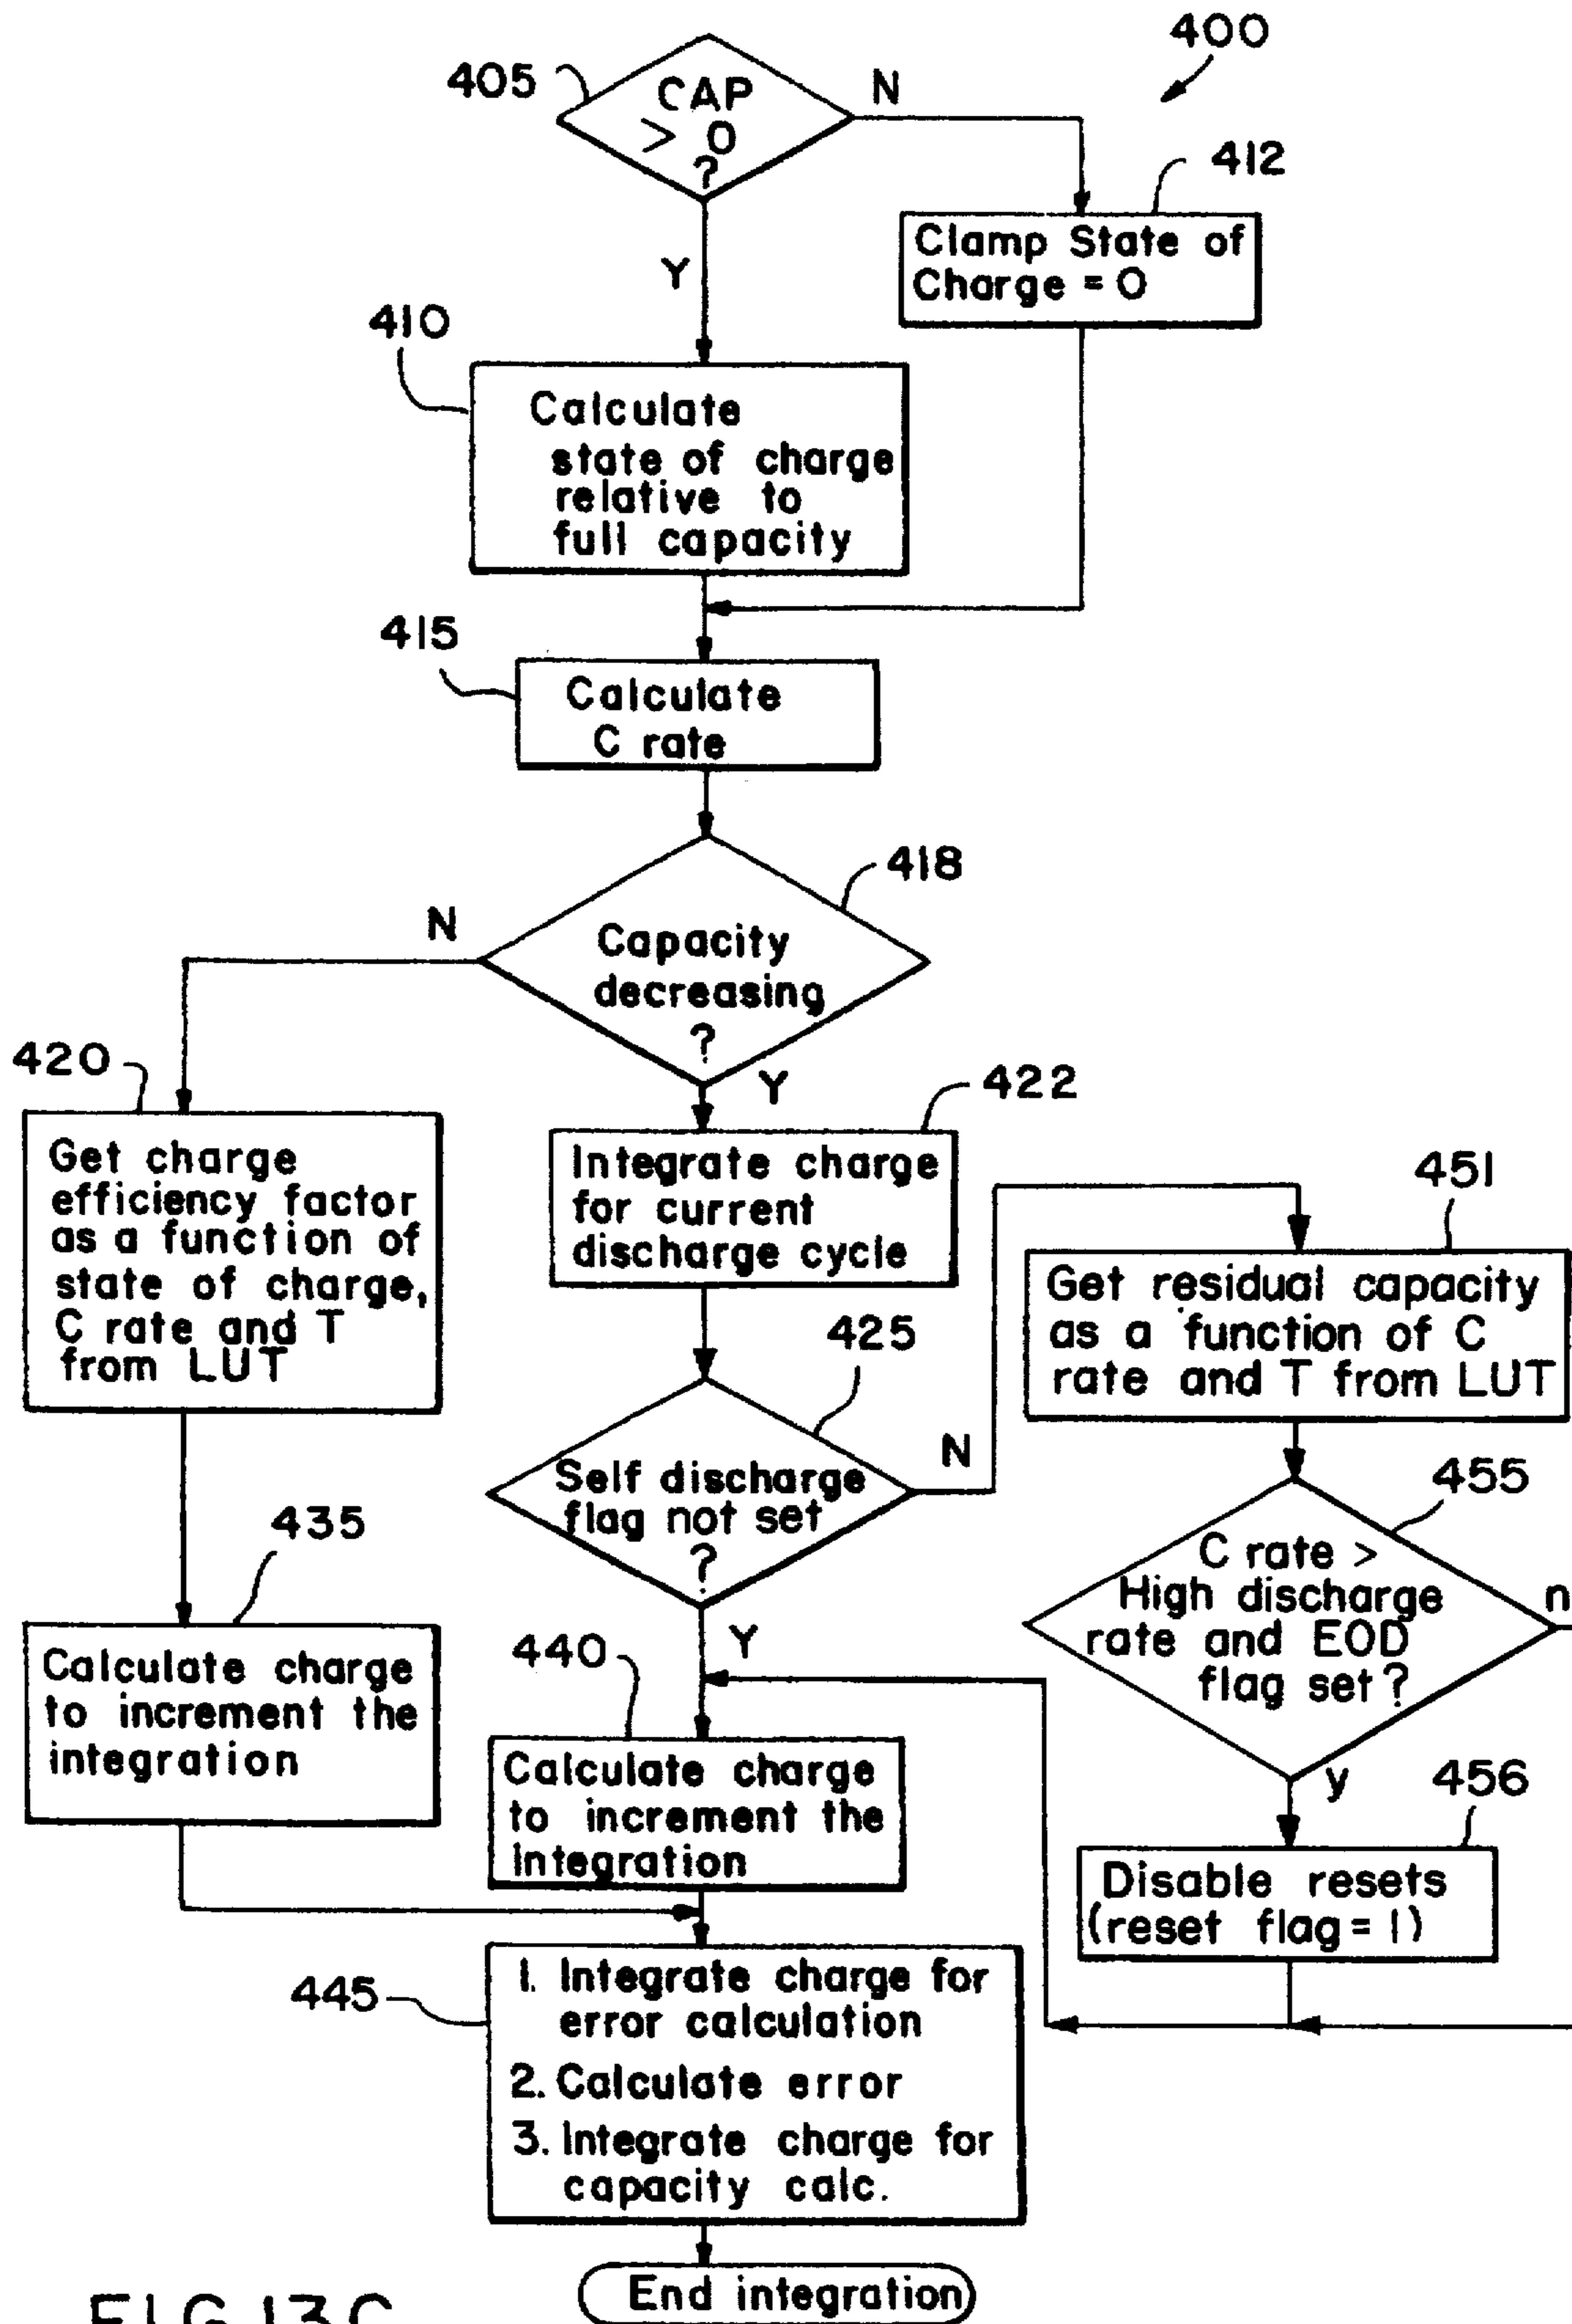 400
405
CAP
> 0
?
N
412
Clamp State of
Charge = 0
Y
410
Calculate
state of charge
relative to
full capacity
415
Calculate
C rate
418
N
Capacity
decreasing
?
Y
420
Get charge
efficiency factor
as a function of
state of charge,
C rate and T
from LUT
422
Integrate charge
for current
discharge cycle
451
Get residual capacity
as a function of C
rate and T from LUT
425
N
Self discharge
flag not set
?
Y
455
C rate >
High discharge
rate and EOD
flag set?
n
y
435
Calculate charge
to increment the
integration
440
Calculate charge
to increment the
integration
456
Disable resets
(reset flag = 1)
445
1. Integrate charge for
error calculation
2. Calculate error
3. Integrate charge for
capacity calc.
End integration
FIG. 13C